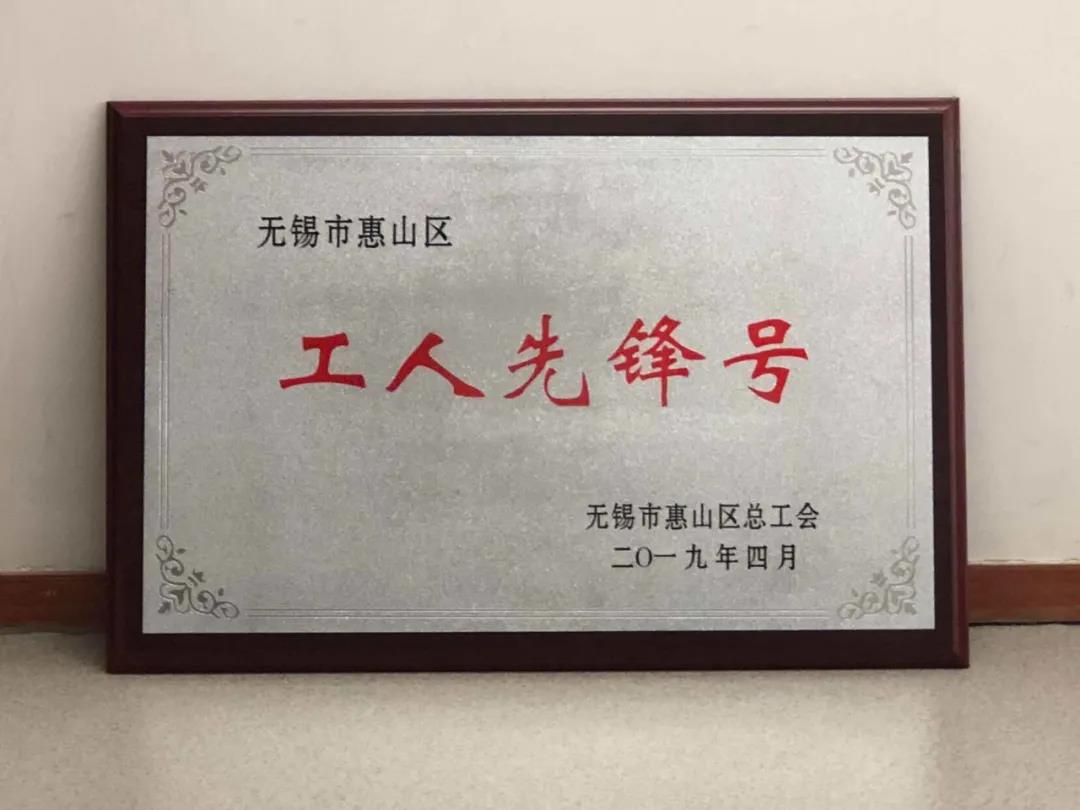 无锡市惠山区
工人先锋号
无锡市惠山区总工会
二〇一九年四月